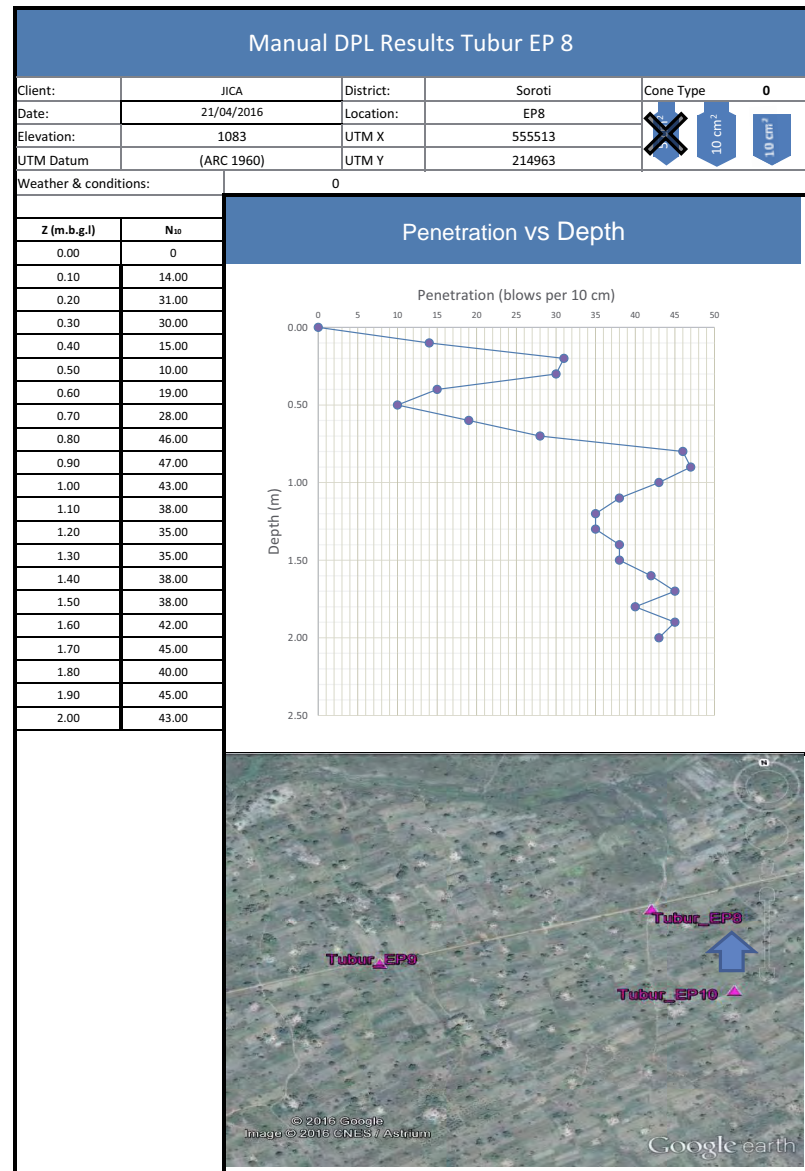 Manual DPL Results Tubur EP 8
Client: JICA District: Soroti Cone Type 0
Date: 21/04/2016 Location: EP8
Elevation: 1083 UTM X 555513
UTM Datum (ARC 1960) UTM Y 214963
10 cm²
10 cm²
Weather & conditions: 0
Z (m.b.g.l) N10
0.00 0
0.10 14.00
0.20 31.00
0.30 30.00
0.40 15.00
0.50 10.00
0.60 19.00
0.70 28.00
0.80 46.00
0.90 47.00
1.00 43.00
1.10 38.00
1.20 35.00
1.30 35.00
1.40 38.00
1.50 38.00
1.60 42.00
1.70 45.00
1.80 40.00
1.90 45.00
2.00 43.00
Penetration vs Depth
Penetration (blows per 10 cm)
0 5 10 15 20 25 30 35 40 45 50
0.00
0.50
1.00
1.50
2.00
2.50
Depth (m)
N
Tubur_EP8
Tubur_EP9
Tubur_EP10
© 2016 Google
Image © 2016 CNES / Astrium
Google earth